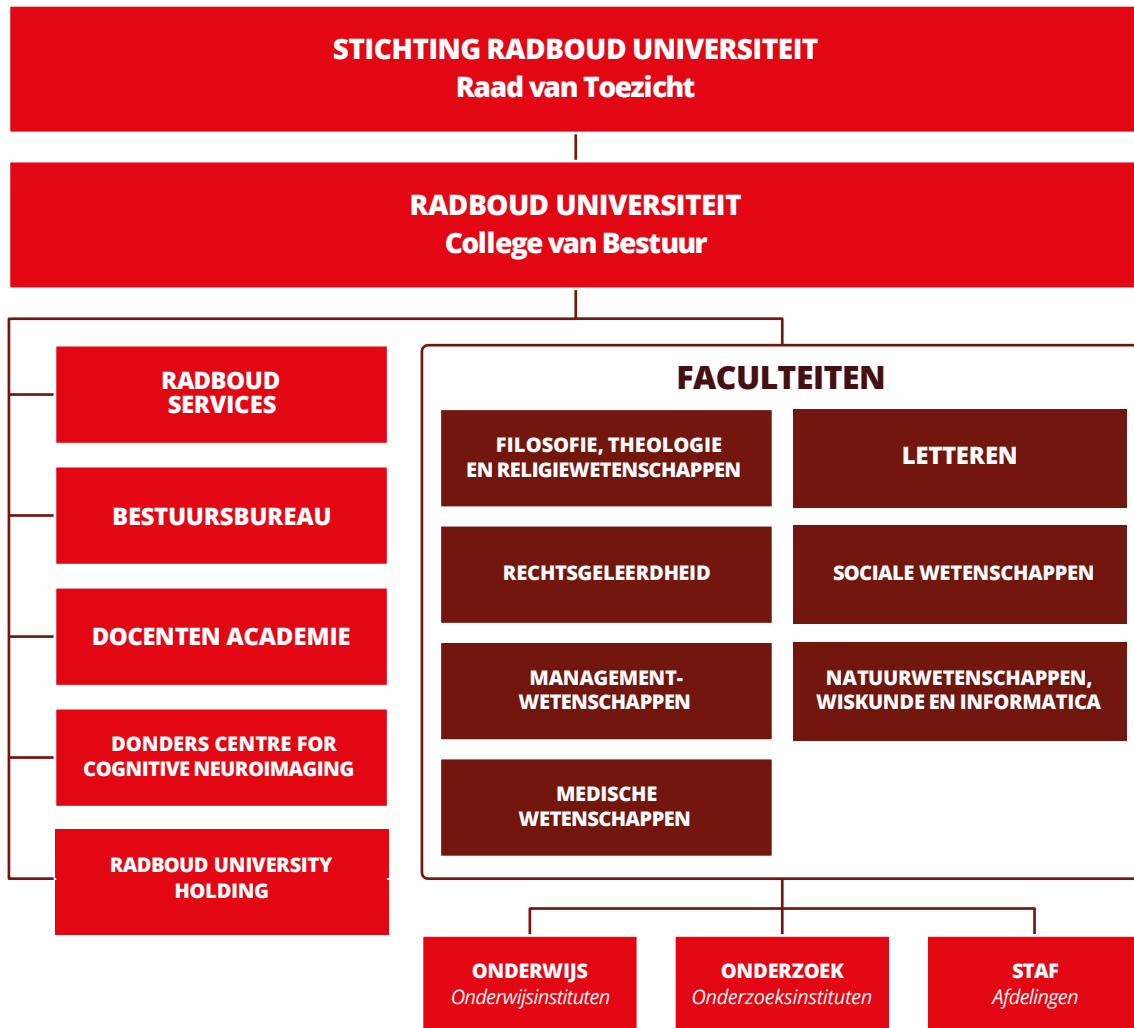 STICHTING RADBOUD UNIVERSITEIT
Raad van Toezicht
RADBOUD UNIVERSITEIT
College van Bestuur
RADBOUD
SERVICES
BESTUURSBUREAU
DOCENTEN ACADEMIE
DONDERS CENTRE FOR
COGNITIVE NEUROIMAGING
RADBOUD UNIVERSITY
HOLDING
FACULTEITEN
FILOSOFIE, THEOLOGIE
EN RELIGIEWETENSCHAPPEN
LETTEREN
RECHTSGELEERDHEID
SOCIALE WETENSCHAPPEN
MANAGEMENT-
WETENSCHAPPEN
NATUURWETENSCHAPPEN,
WISKUNDE EN INFORMATICA
MEDISCHE
WETENSCHAPPEN
ONDERWIJS
Onderwijsinstituten
ONDERZOEK
Onderzoeksinstituten
STAF
Afdelingen